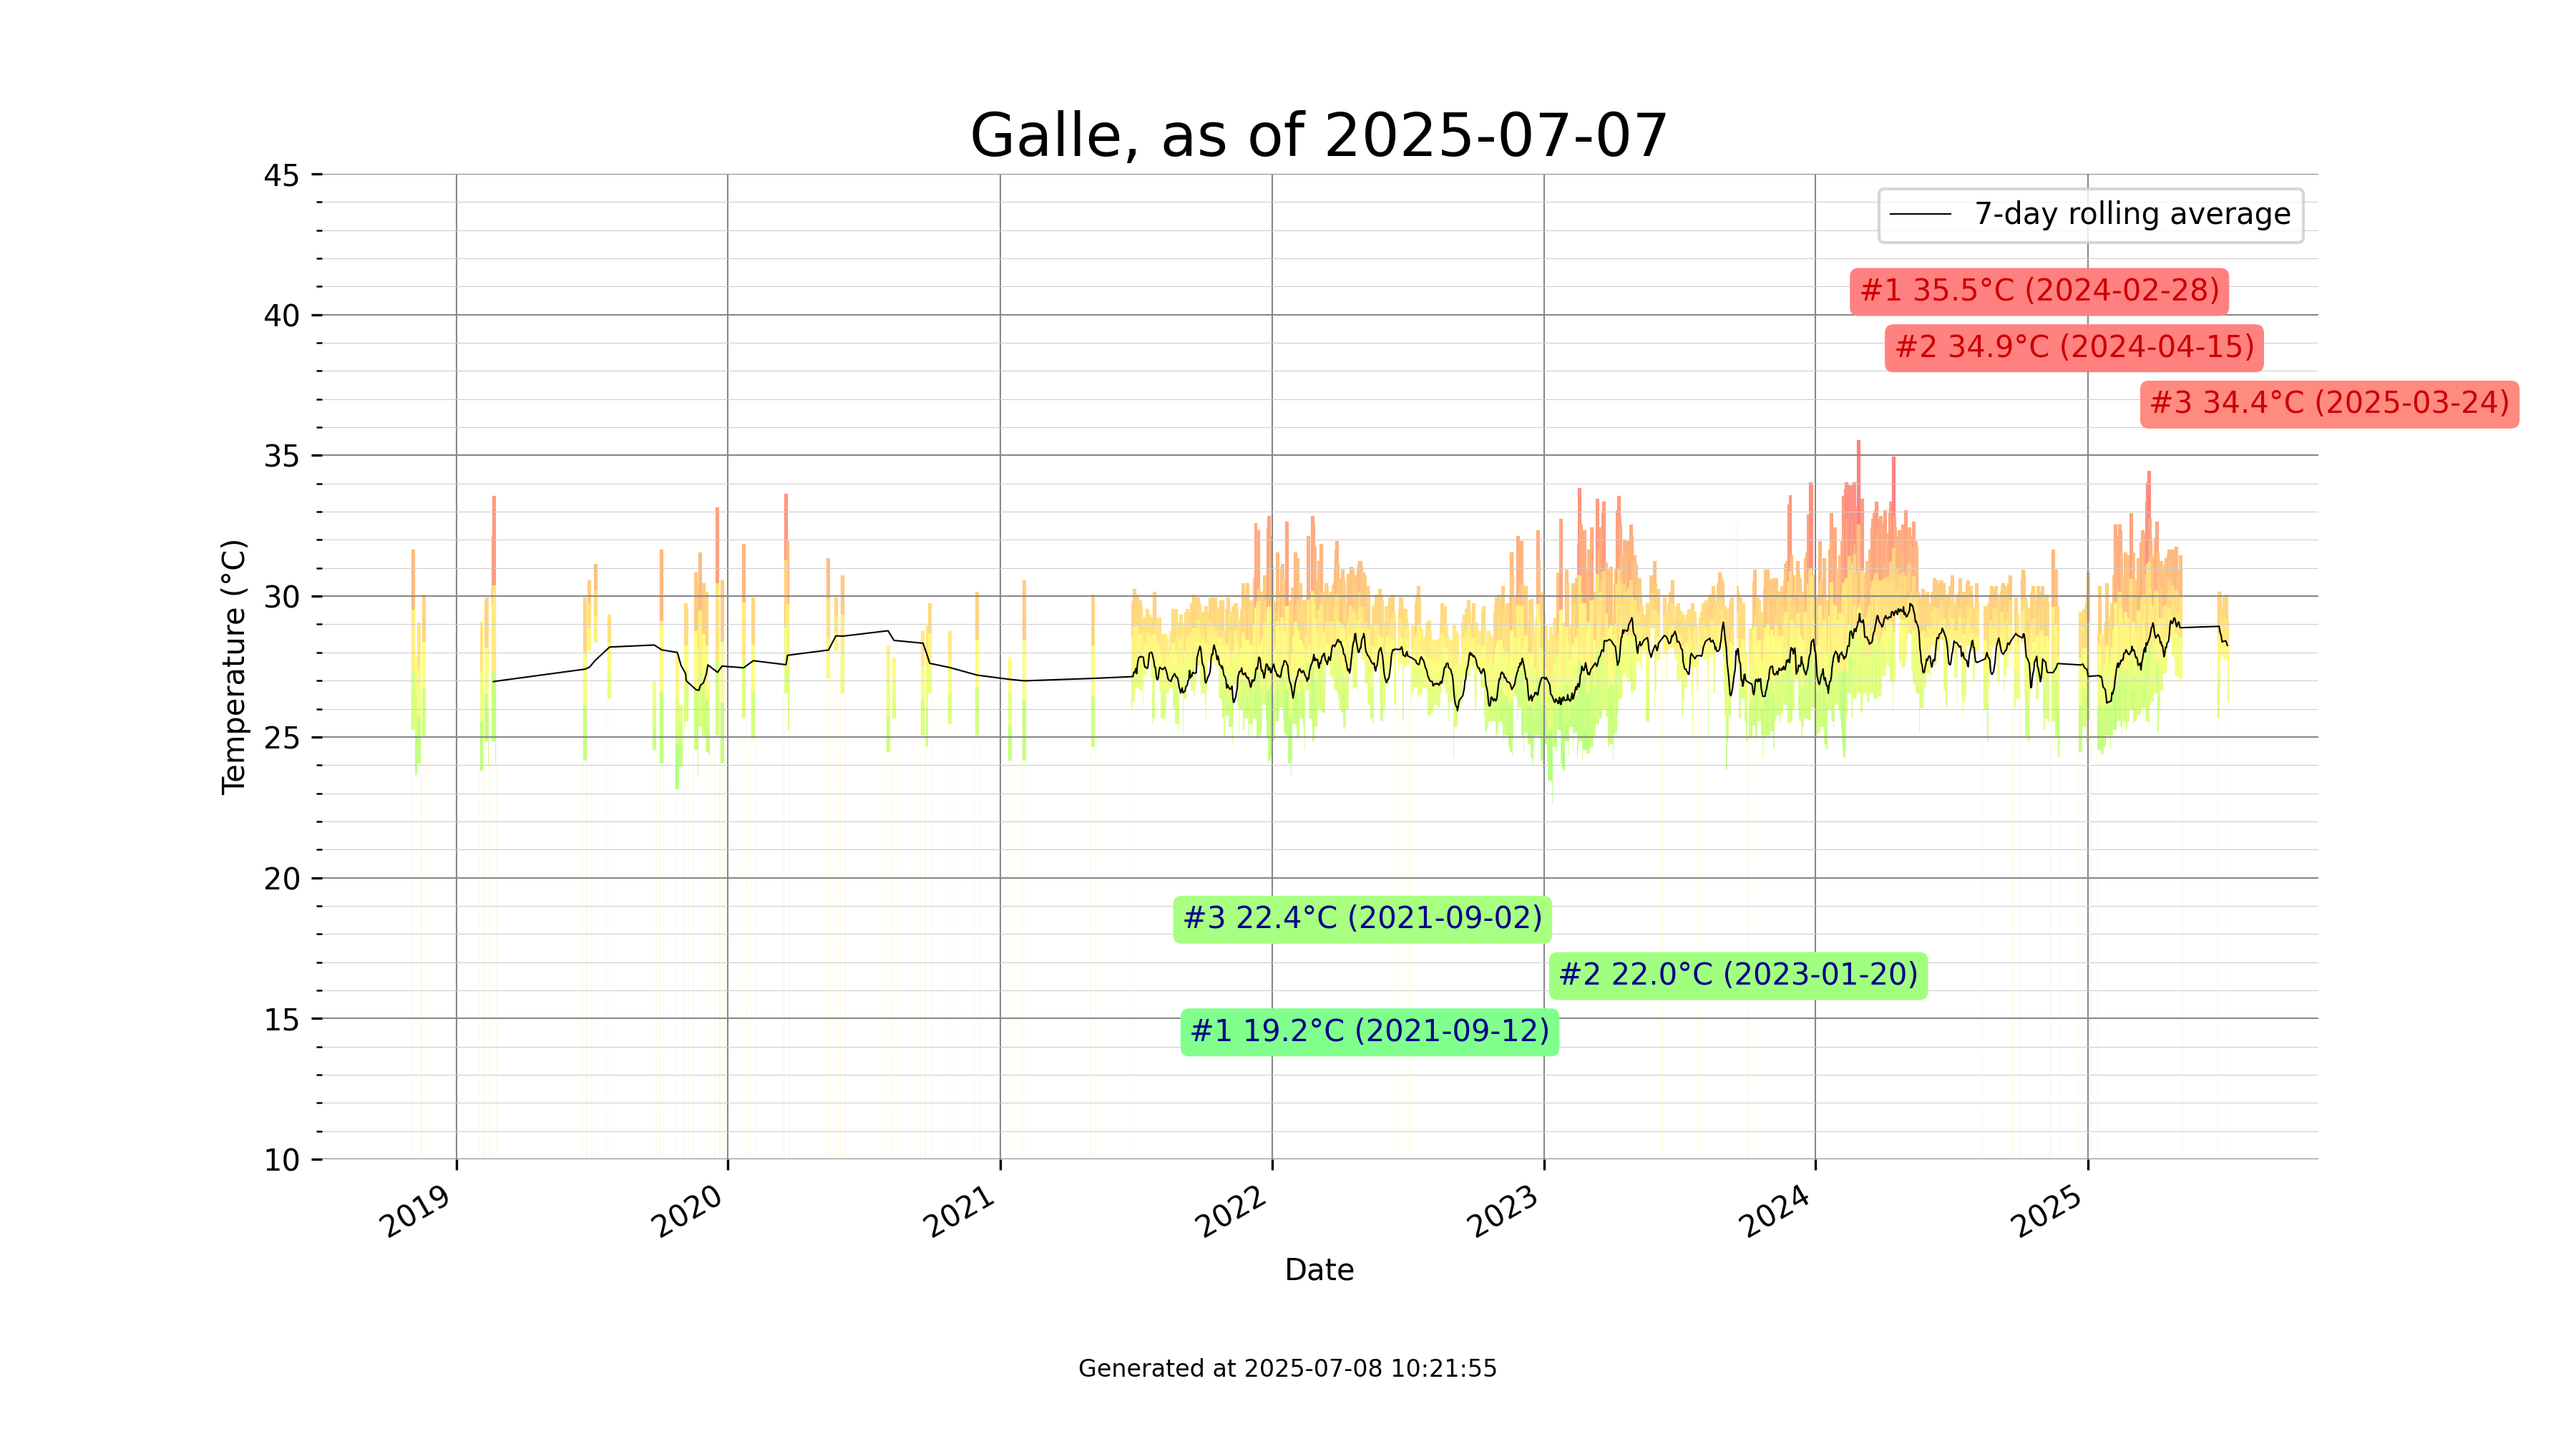 Galle, as of 2025-07-07
7-day rolling average
#1 35.5°C (2024-02-28)
#2 34.9°C (2024-04-15)
#3 34.4°C (2025-03-24)
#3 22.4°C (2021-09-02)
#2 22.0°C (2023-01-20)
#1 19.2°C (2021-09-12)
Temperature (°C)
45
40
35
30
25
20
15
10
2019
2020
2021
2022
2023
2024
2025
Date
Generated at 2025-07-08 10:21:55